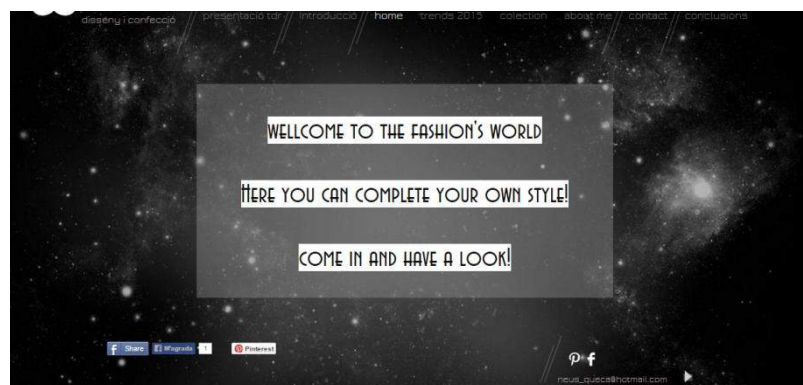 dissény i confecció
presentació tdr // introducció // home trends 2015 colection about me // contact // conclusions
WELLCOME TO THE FASHION'S WORLD
HERE YOU CAN COMPLETE YOUR OWN STYLE!
COME IN AND HAVE A LOOK!
Share M'agrada 1 Pinterest
neus_queca@hotmail.com